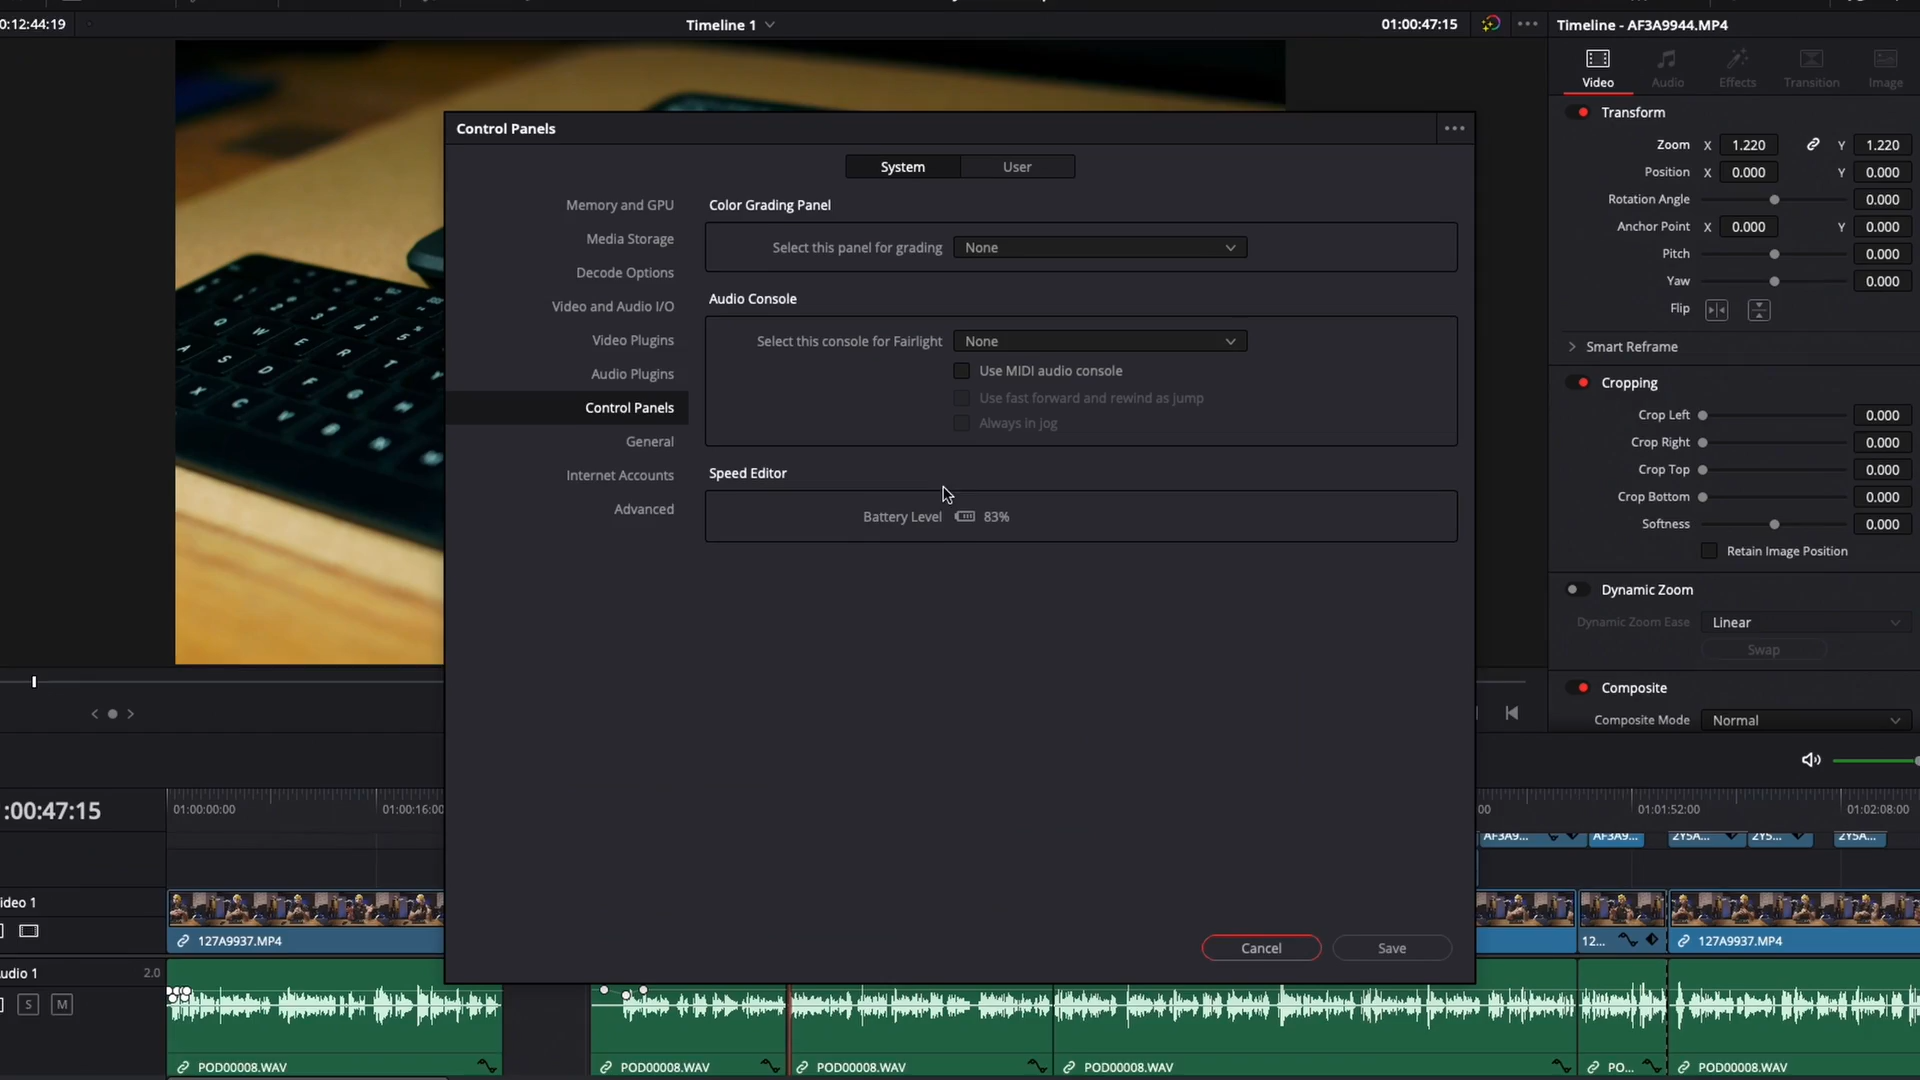 0:12:44:19
Timeline 1
01:00:47:15
Timeline - AF3A9944.MP4
Video
Audio
Effects
Transition
Image
Control Panels
System
User
Memory and GPU
Media Storage
Decode Options
Video and Audio I/O
Video Plugins
Audio Plugins
Control Panels
General
Internet Accounts
Advanced
Color Grading Panel
Select this panel for grading
None
Audio Console
Select this console for Fairlight
None
Use MIDI audio console
Use fast forward and rewind as jump
Always in jog
Speed Editor
Battery Level 83%
Cancel
Save
Transform
Zoom X 1.220 Y 1.220
Position X 0.000 Y 0.000
Rotation Angle 0.000
Anchor Point X 0.000 Y 0.000
Pitch 0.000
Yaw 0.000
Flip
Smart Reframe
Cropping
Crop Left 0.000
Crop Right 0.000
Crop Top 0.000
Crop Bottom 0.000
Softness 0.000
Retain Image Position
Dynamic Zoom
Dynamic Zoom Ease Linear
Swap
Composite
Composite Mode Normal
:00:47:15
01:00:00:00
01:00:16:00
00
01:01:52:00
01:02:08:00
AF3A9...
AF3A9...
2Y5A...
2Y5...
2Y5A...
ideo 1
127A9937.MP4
12...
127A9937.MP4
udio 1
2.0
S
M
POD00008.WAV
POD00008.WAV
POD00008.WAV
POD00008.WAV
PO...
POD00008.WAV